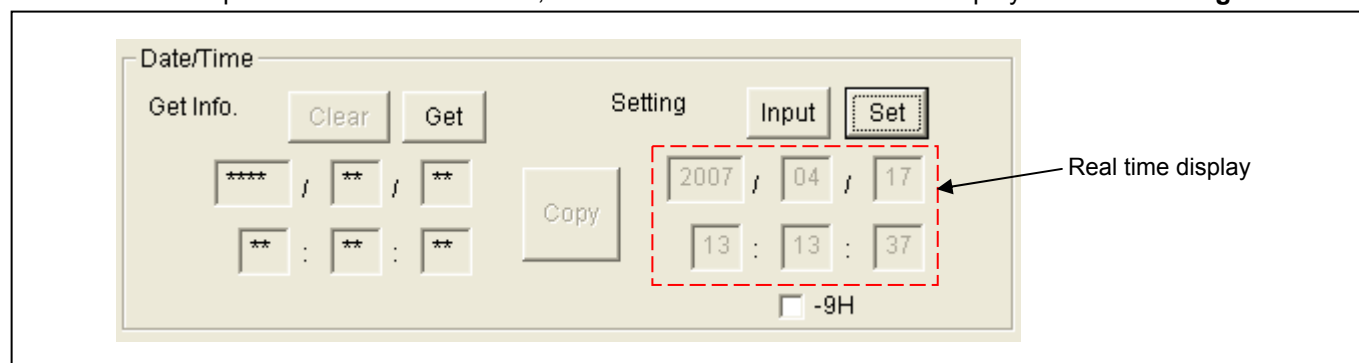 Date/Time
Get Info. Clear Get Setting Input Set
**** / ** / ** 2007 / 04 / 17 Real time display
Copy
** : ** : ** 13 : 13 : 37
-9H